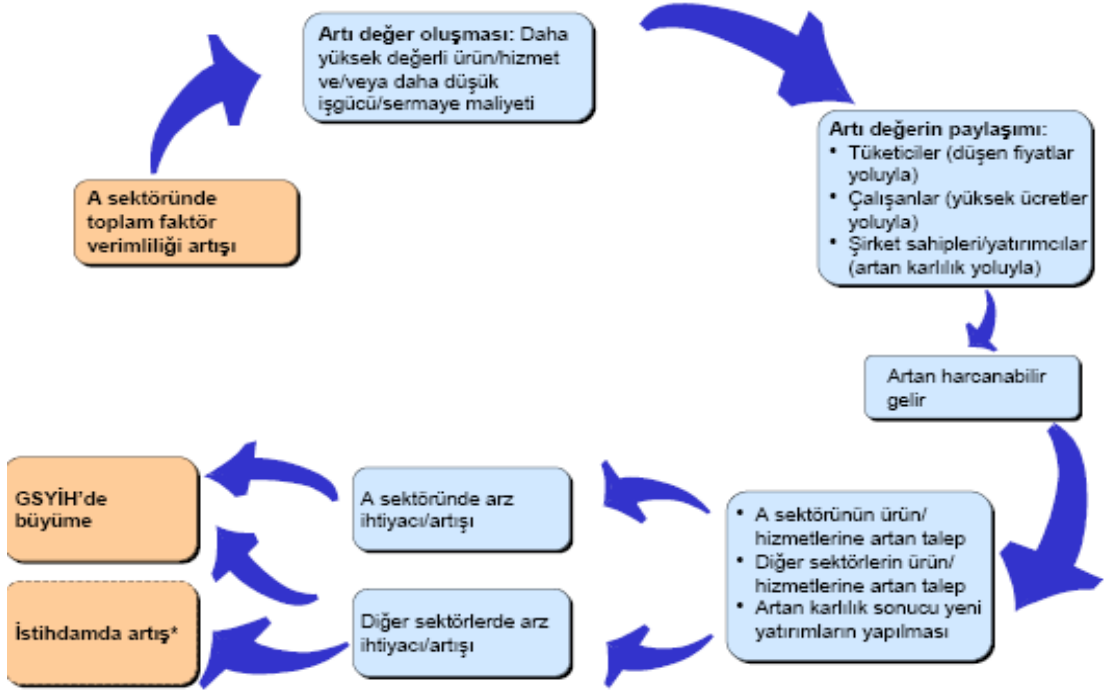 Artı değer oluşması: Daha
yüksek değerli ürün/hizmet
ve/veya daha düşük
işgücü/sermaye maliyeti
Artı değerin paylaşımı:
• Tüketiciler (düşen fiyatlar
yoluyla)
• Çalışanlar (yüksek ücretler
yoluyla)
• Şirket sahipleri/yatırımcılar
(artan karlılık yoluyla)
A sektöründe
toplam faktör
verimliliği artışı
Artan harcanabilir
gelir
• A sektörünün ürün/
hizmetlerine artan talep
• Diğer sektörlerin ürün/
hizmetlerine artan talep
• Artan karlılık sonucu yeni
yatırımların yapılması
A sektöründe arz
ihtiyacı/artışı
Diğer sektörlerde arz
ihtiyacı/artışı
GSYİH’de
büyüme
İstihdamda artış*